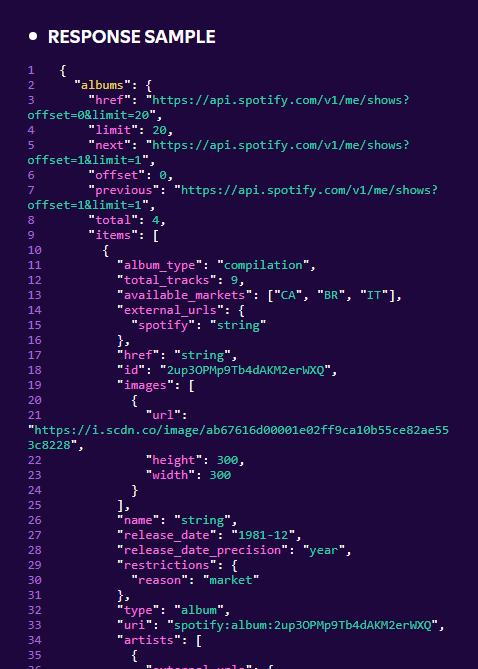 • RESPONSE SAMPLE
1 {
2 "albums": {
3 "href": "https://api.spotify.com/v1/me/shows?
offset=0&limit=20",
4 "limit": 20,
5 "next": "https://api.spotify.com/v1/me/shows?
offset=1&limit=1",
6 "offset": 0,
7 "previous": "https://api.spotify.com/v1/me/shows?
offset=1&limit=1",
8 "total": 4,
9 "items": [
10 {
11 "album_type": "compilation",
12 "total_tracks": 9,
13 "available_markets": ["CA", "BR", "IT"],
14 "external_urls": {
15 "spotify": "string"
16 },
17 "href": "string",
18 "id": "2up3OPMp9Tb4dAKM2erWXQ",
19 "images": [
20 {
21 "url":
"https://i.scdn.co/image/ab67616d00001e02ff9ca10b55ce82ae55
3c8228",
22 "height": 300,
23 "width": 300
24 }
25 ],
26 "name": "string",
27 "release_date": "1981-12",
28 "release_date_precision": "year",
29 "restrictions": {
30 "reason": "market"
31 },
32 "type": "album",
33 "uri": "spotify:album:2up3OPMp9Tb4dAKM2erWXQ",
34 "artists": [
35 {